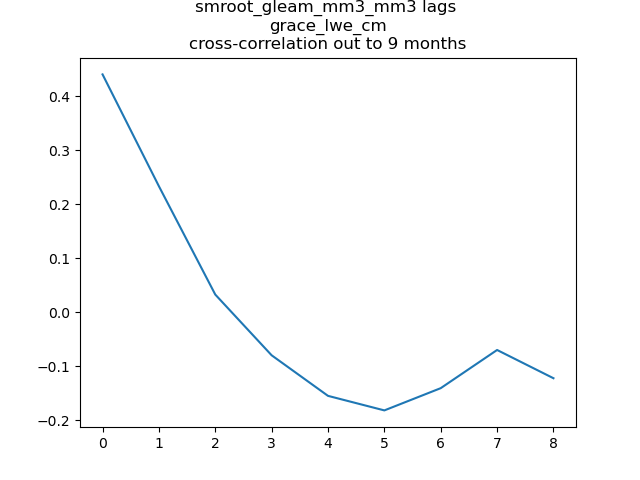 smroot_gleam_mm3_mm3 lags
grace_lwe_cm
cross-correlation out to 9 months
0.4
0.3
0.2
0.1
0.0
−0.1
−0.2
0 1 2 3 4 5 6 7 8